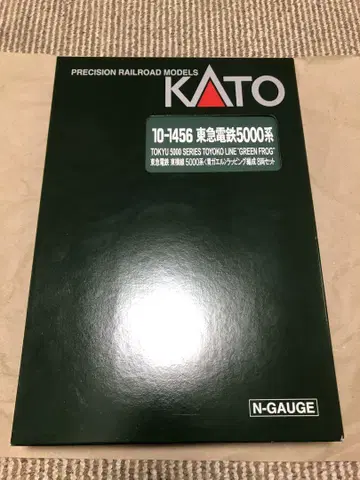 PRECISION RAILROAD MODELS
KATO
10-1456 東急電鉄5000系
TOKYU 5000 SERIES TOYOKO LINE "GREEN FROG"
東急電鉄 東横線 5000系<青ガエル>ラッピング編成 8両セット
N-GAUGE